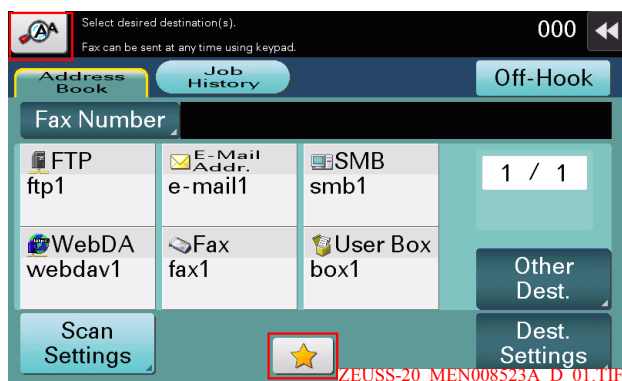 Select desired destination(s).
000
Fax can be sent at any time using keypad.
Address
Book
Job
History
Off-Hook
Fax Number
FTP
ftp1
E-Mail
Addr.
e-mail1
SMB
smb1
1 / 1
WebDA
webdav1
Fax
fax1
User Box
box1
Other
Dest.
Scan
Settings
Dest.
Settings
ZEUSS-20 MEN008523A D 01.TIF